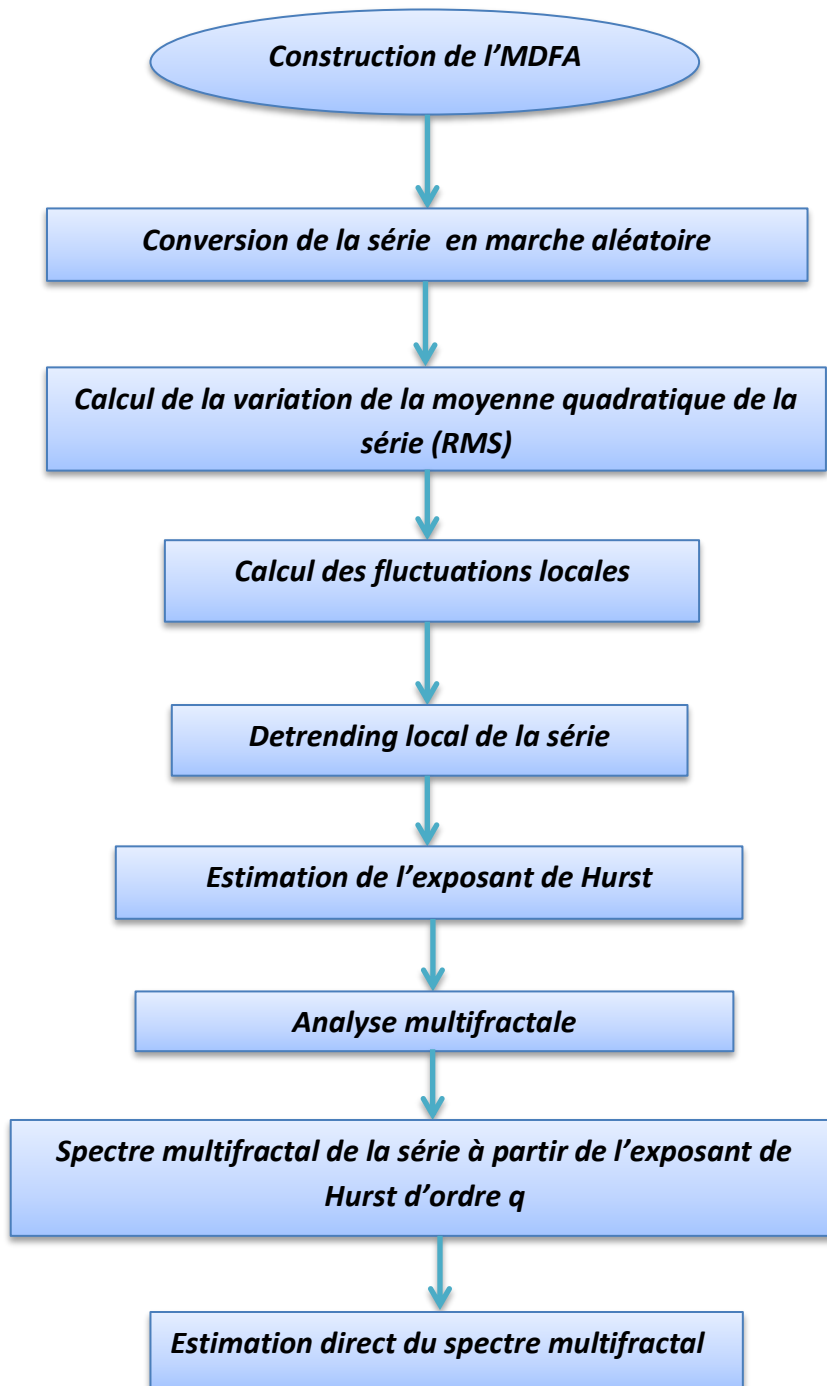 Construction de l’MDFA
Conversion de la série en marche aléatoire
Calcul de la variation de la moyenne quadratique de la
série (RMS)
Calcul des fluctuations locales
Detrending local de la série
Estimation de l’exposant de Hurst
Analyse multifractale
Spectre multifractal de la série à partir de l’exposant de
Hurst d’ordre q
Estimation direct du spectre multifractal